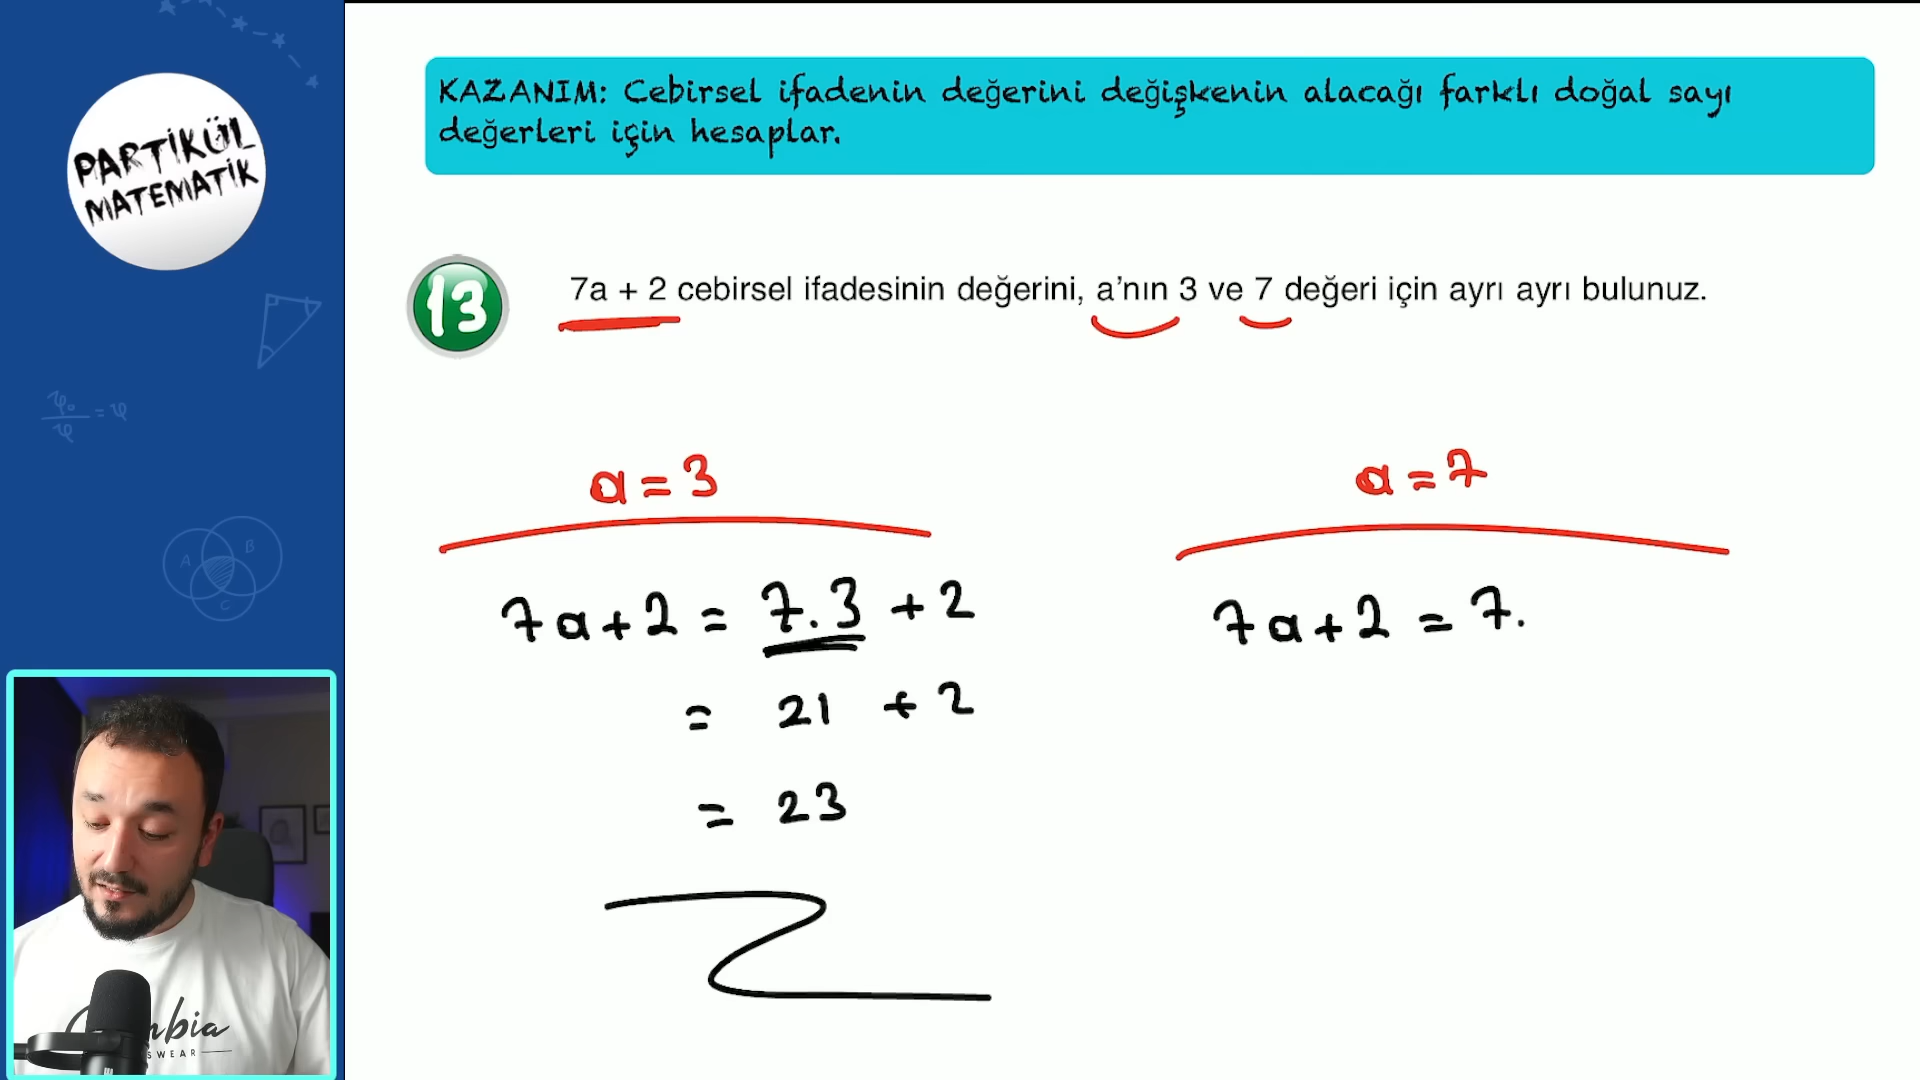 PARTİKÜL
MATEMATİK
KAZANIM: Cebirsel ifadenin değerini değişkenin alacağı farklı doğal sayı
değerleri için hesaplar.
13
7a + 2 cebirsel ifadesinin değerini, a’nın 3 ve 7 değeri için ayrı ayrı bulunuz.
a = 3
7a + 2 = 7.3 + 2
= 21 + 2
= 23
a = 7
7a + 2 = 7.
A
B
C
SWEAR